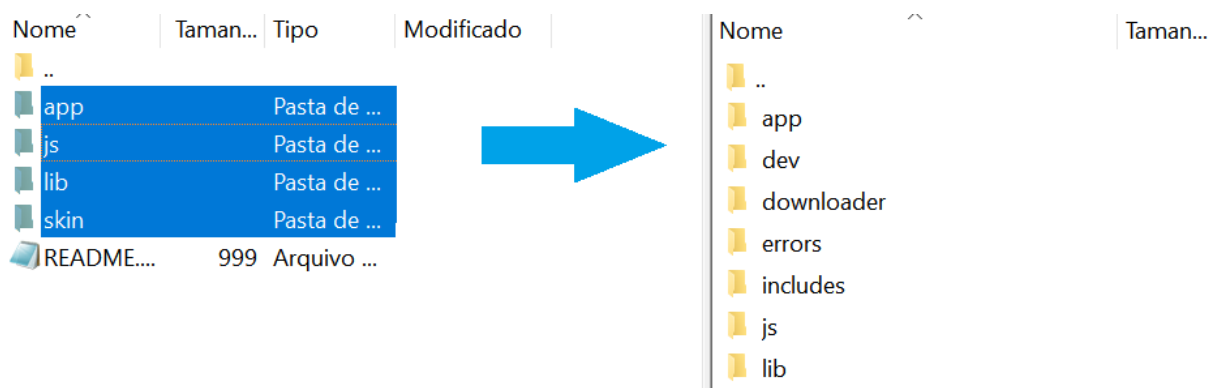 Nome Taman... Tipo Modificado
..
app Pasta de ...
js Pasta de ...
lib Pasta de ...
skin Pasta de ...
README.... 999 Arquivo ...
Nome Taman...
..
app
dev
downloader
errors
includes
js
lib